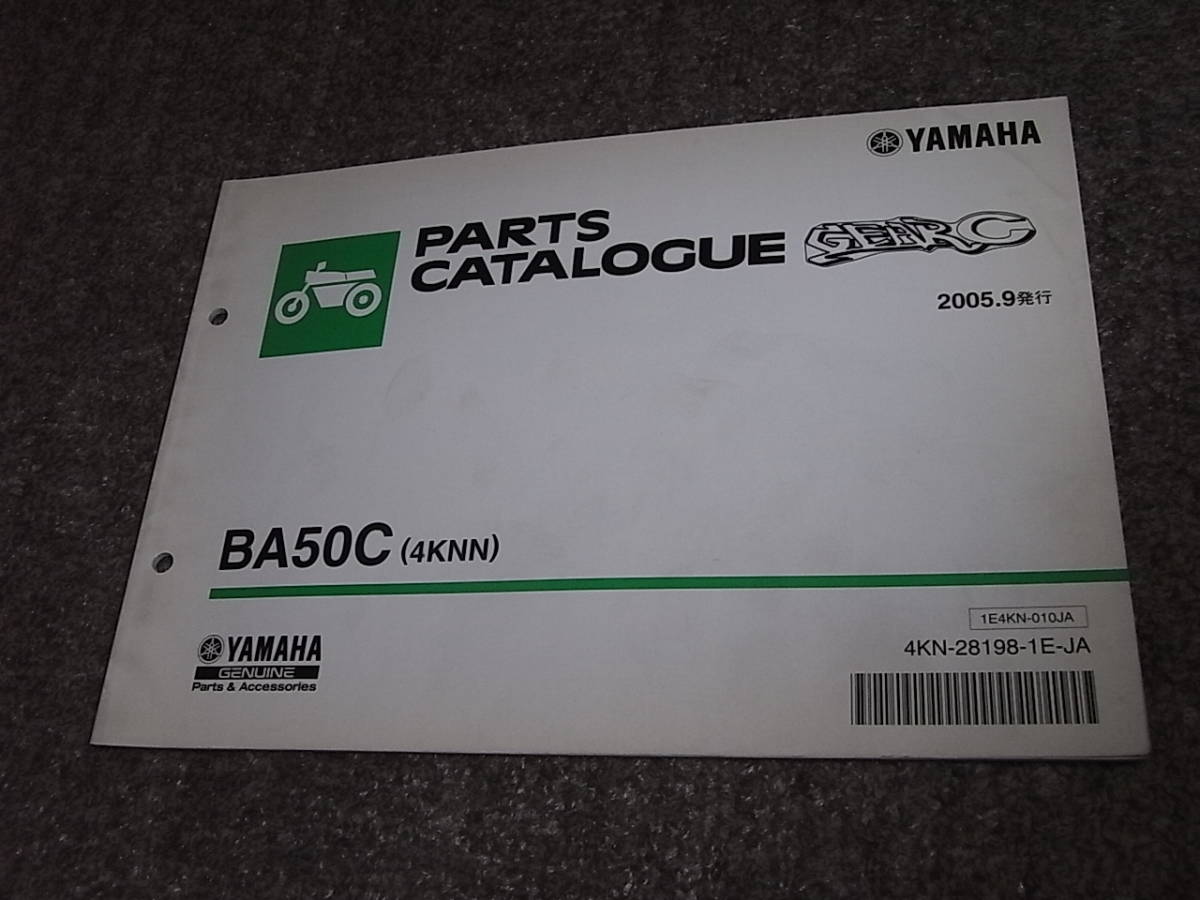 YAMAHA
PARTS
CATALOGUE GEAR C
2005.9発行
BA50C (4KNN)
1E4KN-010JA
4KN-28198-1E-JA
YAMAHA
GENUINE
Parts & Accessories